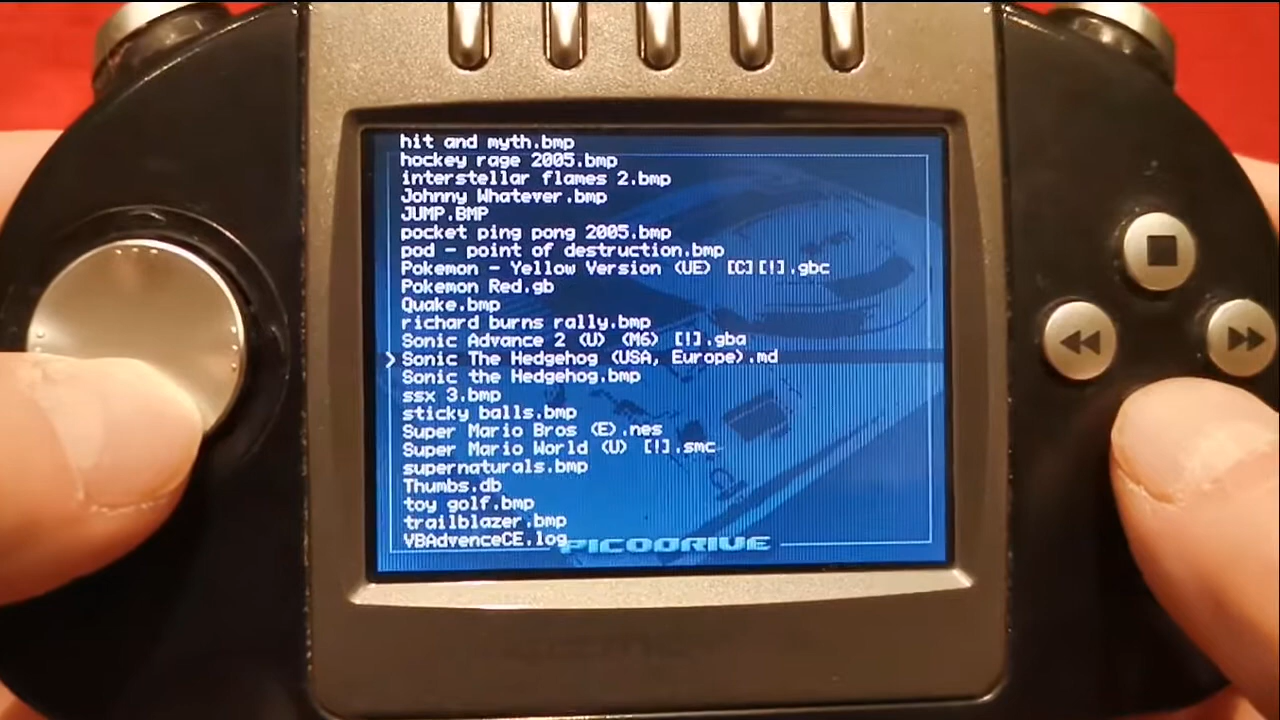 hit and myth.bmp
hockey rage 2005.bmp
interstellar flames 2.bmp
Johnny Whatever.bmp
JUMP.BMP
pocket ping pong 2005.bmp
pod - point of destruction.bmp
Pokemon - Yellow Version (UE) [C][!].gbc
Pokemon Red.gb
Quake.bmp
richard burns rally.bmp
Sonic Advance 2 (U) (M6) [!].gba
>Sonic The Hedgehog (USA, Europe).md
Sonic the Hedgehog.bmp
ssx 3.bmp
sticky balls.bmp
Super Mario Bros (E).nes
Super Mario World (U) [!].smc
supernaturals.bmp
Thumbs.db
toy golf.bmp
trailblazer.bmp
VBAdvenceCE.log
PICODRIVE